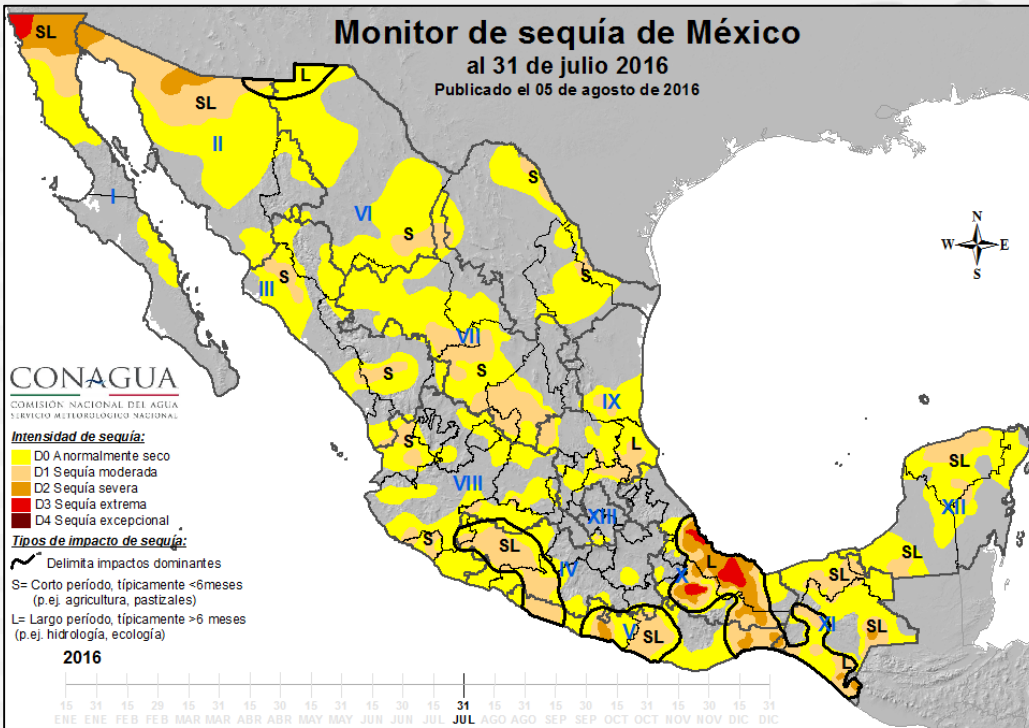 Monitor de sequía de México
al 31 de julio 2016
Publicado el 05 de agosto de 2016
SL
L
SL
II
S
I
VI
N
W E
S
S
S
III
S
VII
CONAGUA
COMISIÓN NACIONAL DEL AGUA
SERVICIO METEOROLÓGICO NACIONAL
S
S
IX
Intensidad de sequía:
D0 Anormalmente seco
D1 Sequía moderada
D2 Sequía severa
D3 Sequía extrema
D4 Sequía excepcional
S
L
SL
VIII
XII
XIII
Tipos de impacto de sequía:
Delimita impactos dominantes
S= Corto período, típicamente <6meses
(p.ej. agricultura, pastizales)
L= Largo período, típicamente >6 meses
(p.ej. hidrología, ecología)
S
SL
IV
X
L
SL
SL
V
SL
XI
SL
L
2016
15 31 15 29 15 31 15 30 15 31 15 30 15 31 15 31 15 30 15 31 15 30 15 31
ENE ENE FEB FEB MAR MAR ABR ABR MAY MAY JUN JUN JUL JUL AGO AGO SEP SEP OCT OCT NOV NOV DIC DIC